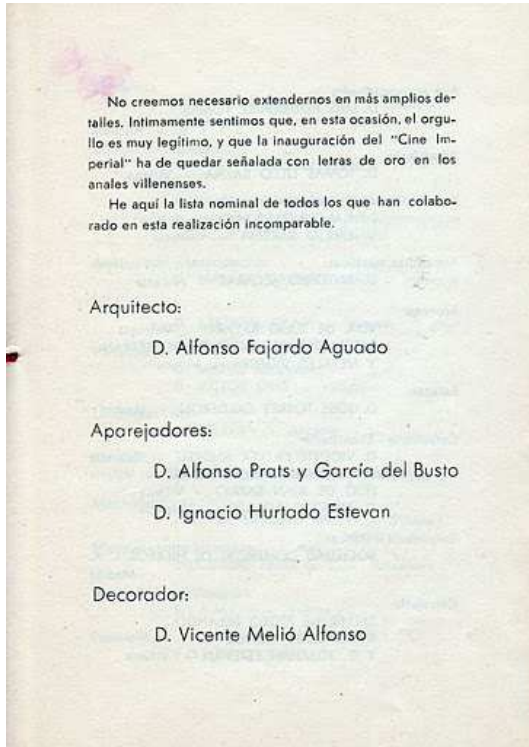 No creemos necesario extendernos en más amplios de-
talles. Intimamente sentimos que, en esta ocasión, el orgu-
llo es muy legítimo, y que la inauguración del "Cine Im-
perial" ha de quedar señalada con letras de oro en los
anales villenenses.
He aquí la lista nominal de todos los que han colabo-
rado en esta realización incomparable.
Arquitecto:
D. Alfonso Fajardo Aguado
Aparejadores:
D. Alfonso Prats y García del Busto
D. Ignacio Hurtado Estevan
Decorador:
D. Vicente Melió Alfonso